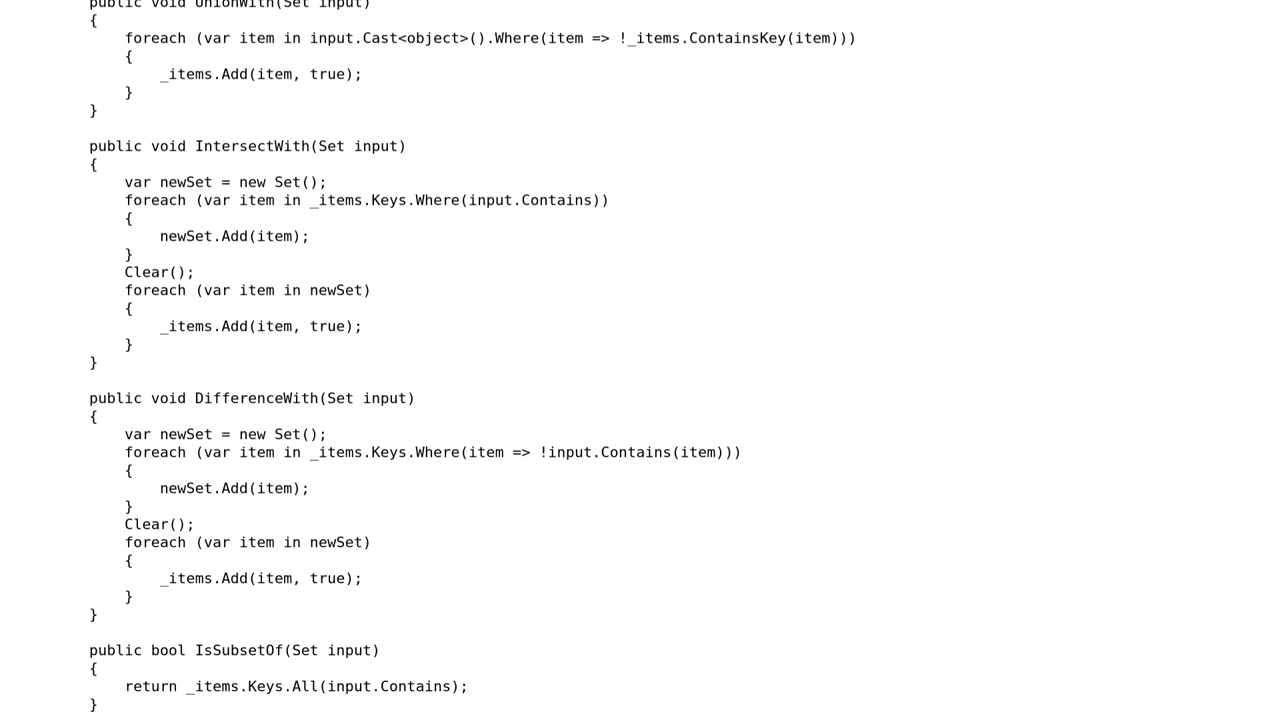 public void UnionWith(Set input)
{
    foreach (var item in input.Cast<object>().Where(item => !_items.ContainsKey(item)))
    {
        _items.Add(item, true);
    }
}

public void IntersectWith(Set input)
{
    var newSet = new Set();
    foreach (var item in _items.Keys.Where(input.Contains))
    {
        newSet.Add(item);
    }
    Clear();
    foreach (var item in newSet)
    {
        _items.Add(item, true);
    }
}

public void DifferenceWith(Set input)
{
    var newSet = new Set();
    foreach (var item in _items.Keys.Where(item => !input.Contains(item)))
    {
        newSet.Add(item);
    }
    Clear();
    foreach (var item in newSet)
    {
        _items.Add(item, true);
    }
}

public bool IsSubsetOf(Set input)
{
    return _items.Keys.All(input.Contains);
}